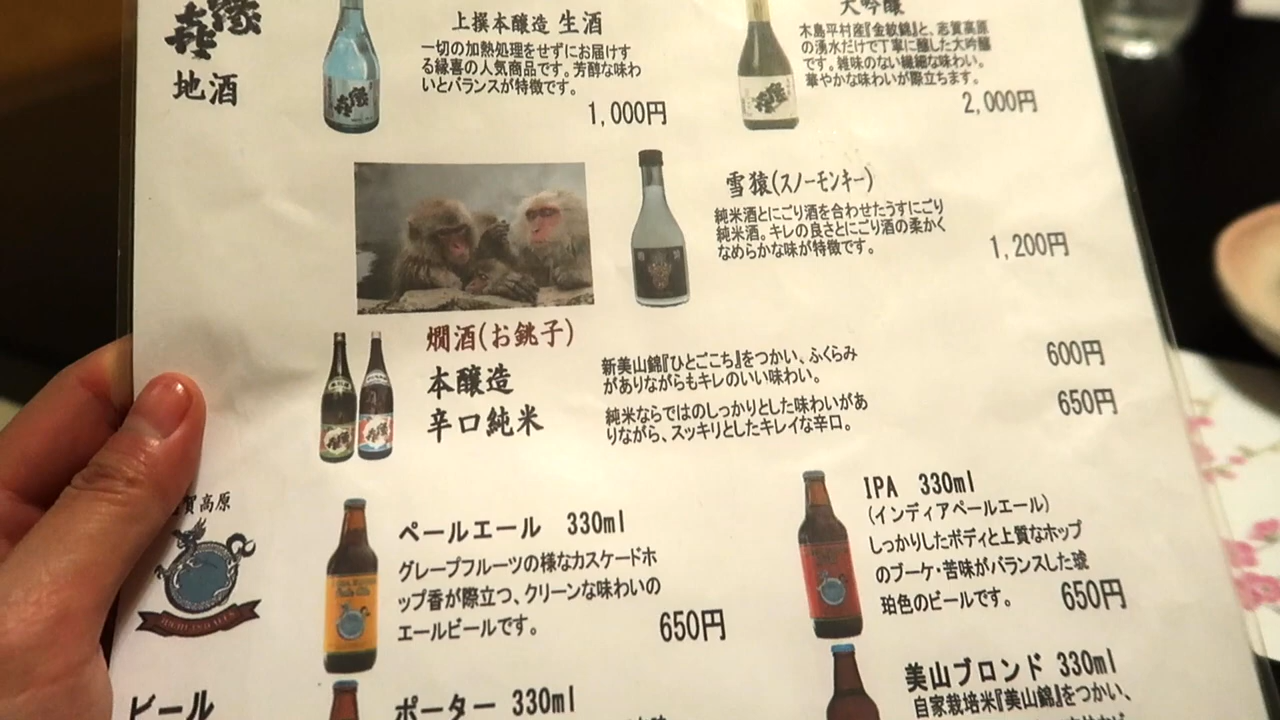 縁喜
地酒
上撰本醸造 生酒
一切の加熱処理をせずにお届けす
る縁喜の人気商品です。芳醇な味わ
いとバランスが特徴です。
1,000円
大吟醸
木島平村産『金紋錦』と、志賀高原
の湧水だけで丁寧に醸した大吟醸
です。雑味のない繊細な味わい。
華やかな味わいが際立ちます。
2,000円
雪猿(スノーモンキー)
純米酒とにごり酒を合わせたうすにごり
純米酒。キレの良さとにごり酒の柔かく
なめらかな味が特徴です。
1,200円
燗酒(お銚子)
本醸造
新美山錦『ひとごこち』をつかい、ふくらみ
がありながらもキレのいい味わい。
600円
辛口純米
純米ならではのしっかりとした味わいがあ
りながら、スッキリとしたキレイな辛口。
650円
賀高原
ペールエール 330ml
グレープフルーツの様なカスケードホ
ップ香が際立つ、クリーンな味わいの
エールビールです。
650円
IPA 330ml
(インディアペールエール)
しっかりしたボディと上質なホップ
のブーケ・苦味がバランスした琥
珀色のビールです。
650円
ビール
ポーター 330ml
美山ブロンド 330ml
自家栽培米『美山錦』をつかい、